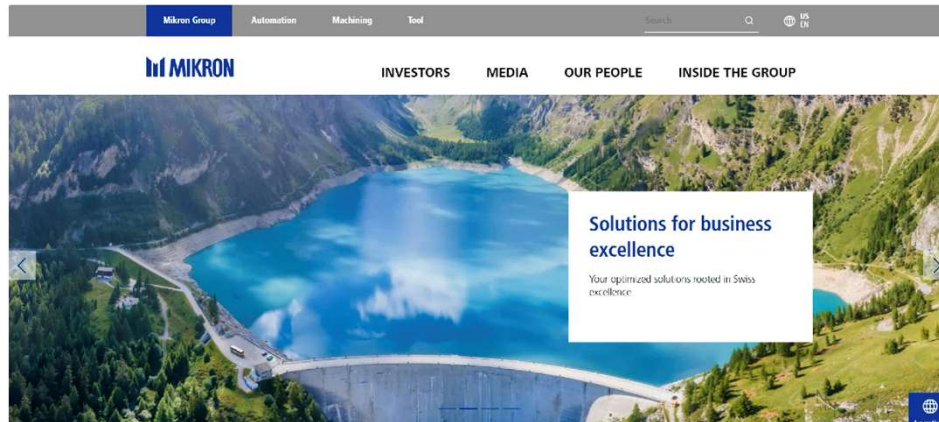 Mikron Group Automation Machining Tool Search US
EN
MIKRON
INVESTORS MEDIA OUR PEOPLE INSIDE THE GROUP
Solutions for business
excellence
Your optimized solutions rooted in Swiss
excellence